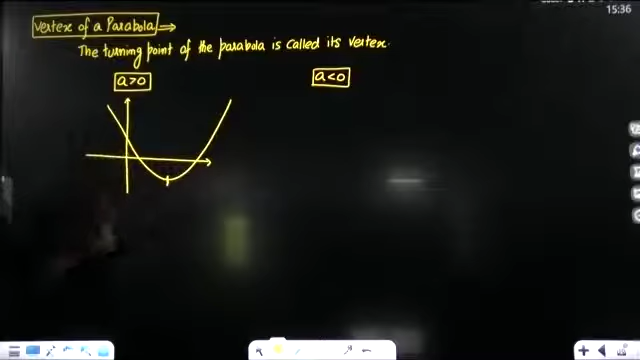 15:36
Vertex of a Parabola ⇒
The turning point of the parabola is called its vertex.
a>0
a<0